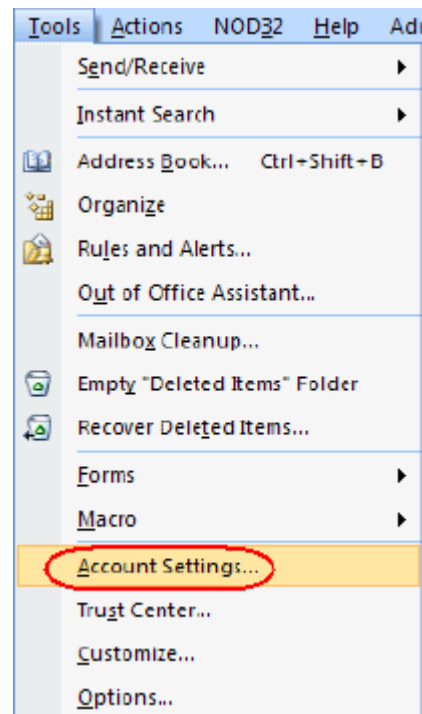 Tools Actions NOD32 Help
Send/Receive
Instant Search
Address Book... Ctrl+Shift+B
Organize
Rules and Alerts...
Out of Office Assistant...
Mailbox Cleanup...
Empty "Deleted Items" Folder
Recover Deleted Items...
Forms
Macro
Account Settings...
Trust Center...
Customize...
Options...